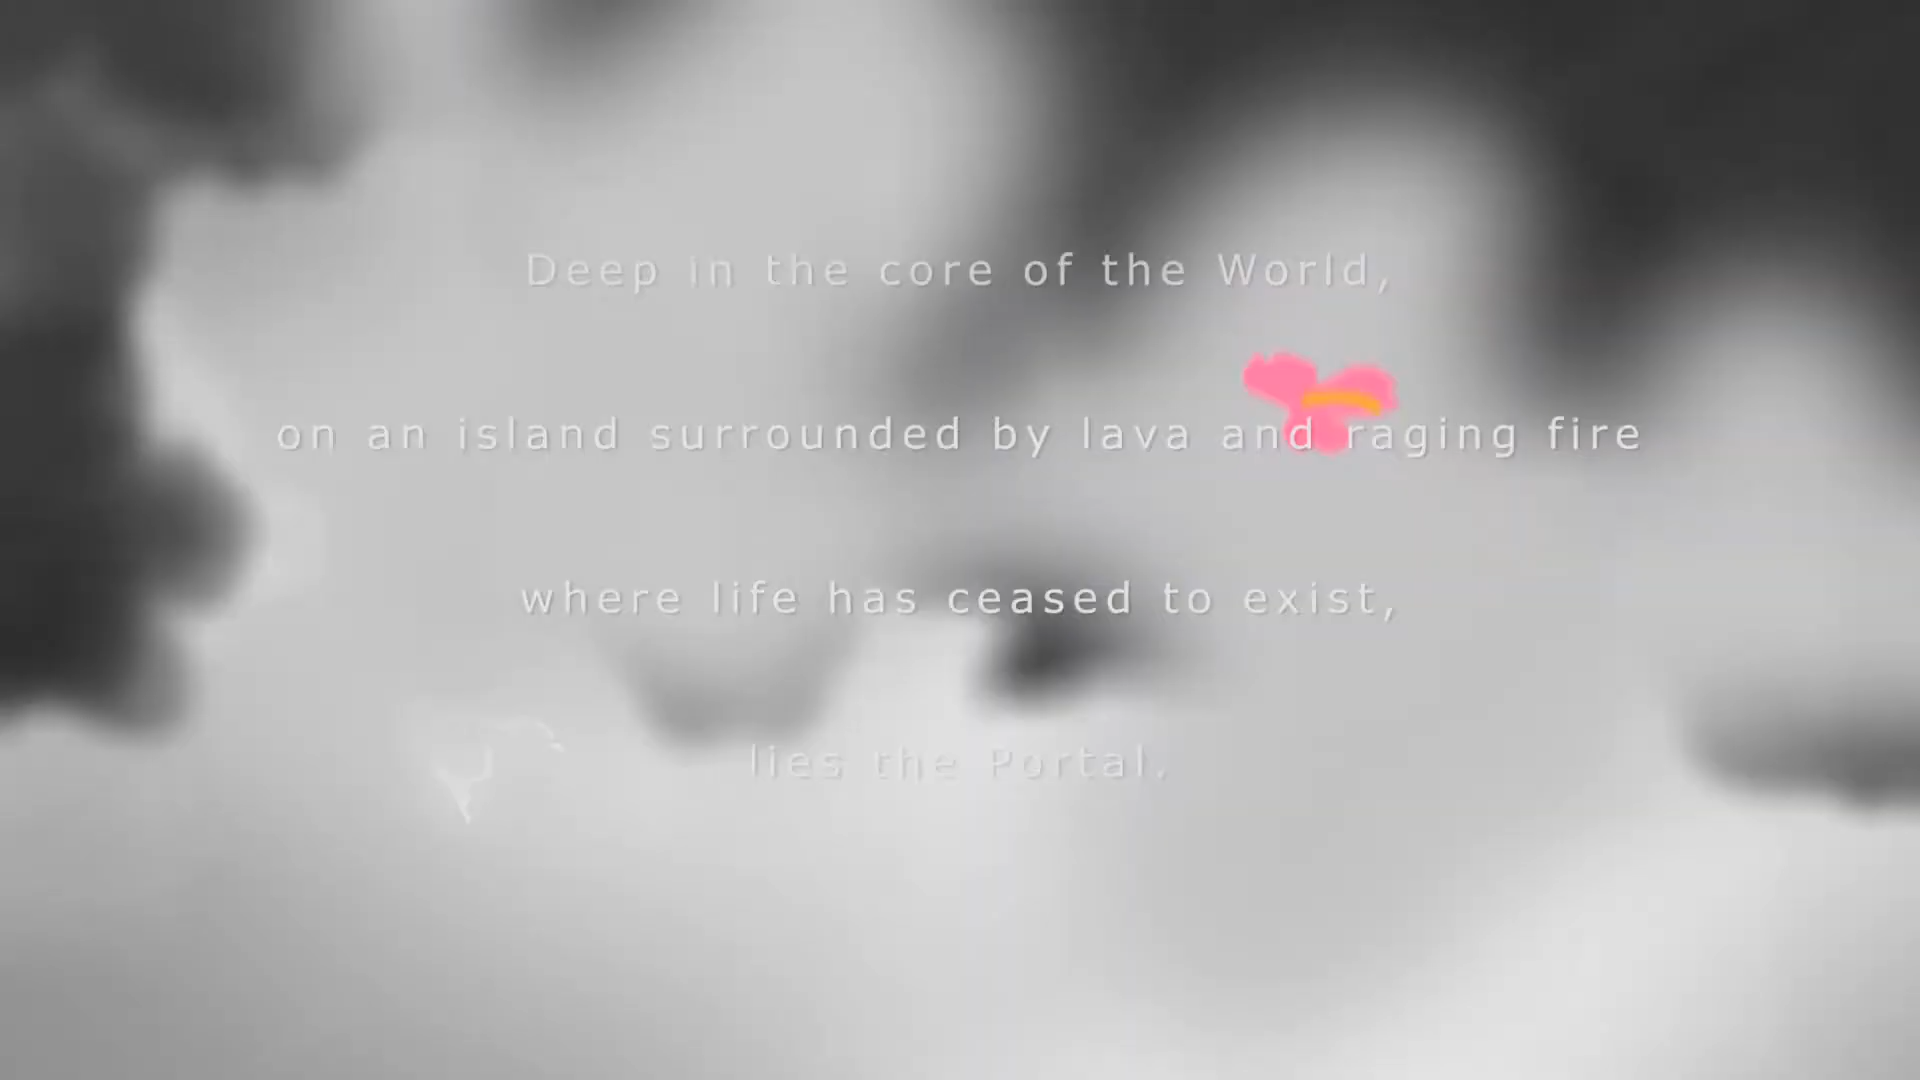 Deep in the core of the World,
on an island surrounded by lava and raging fire
where life has ceased to exist,
lies the Portal.